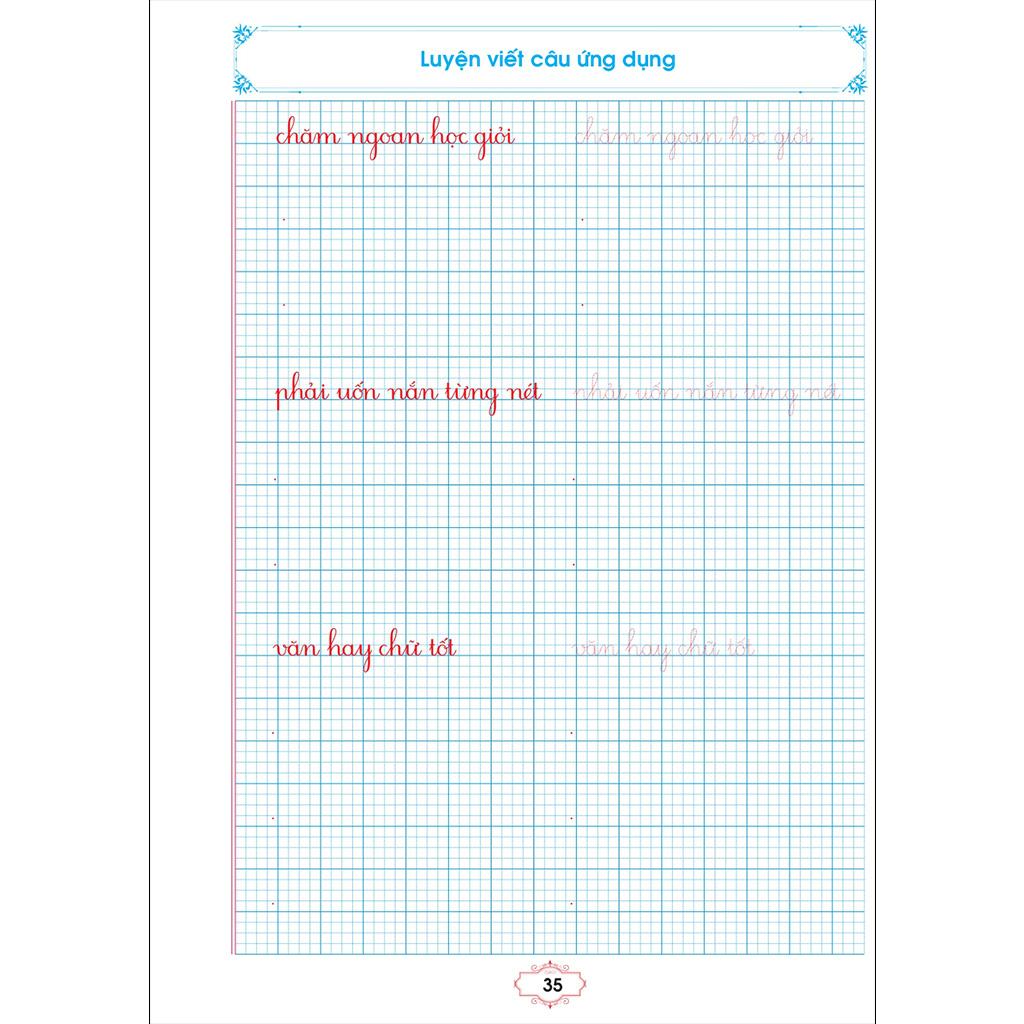 Luyện viết câu ứng dụng
chăm ngoan học giỏi chăm ngoan học giỏi
phải uốn nắn từng nét phải uốn nắn từng nét
văn hay chữ tốt văn hay chữ tốt
35